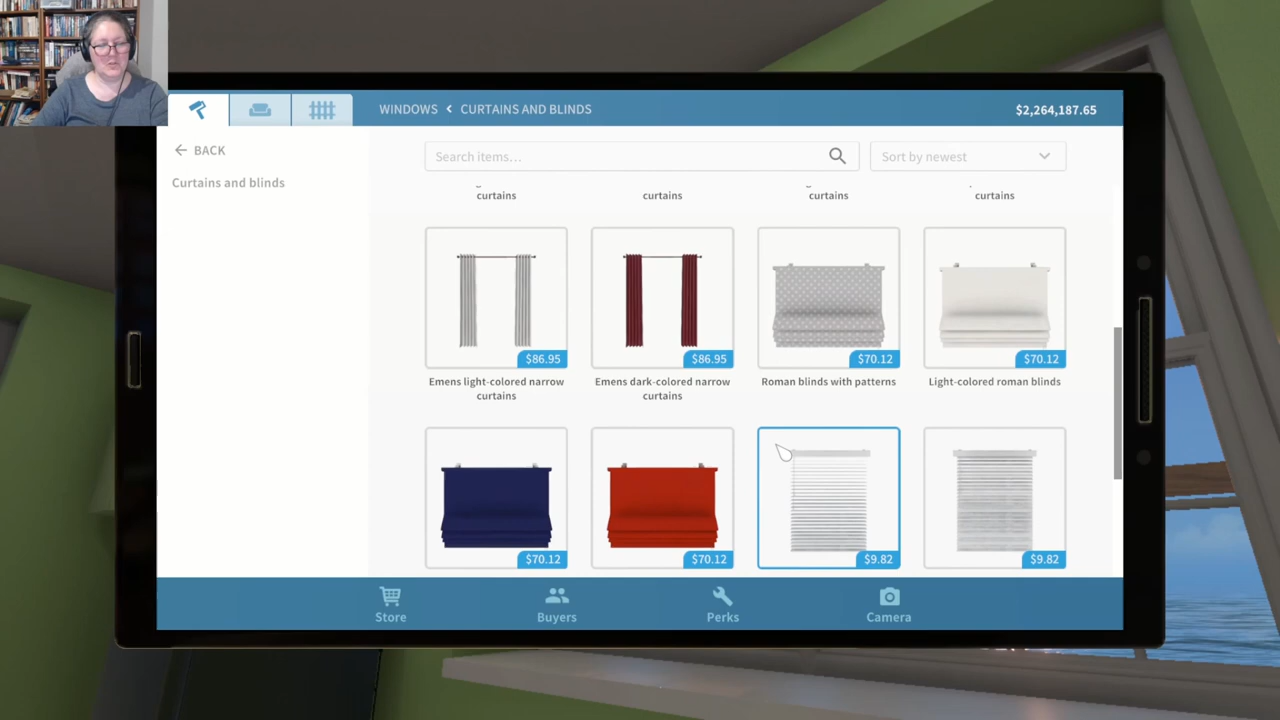 WINDOWS < CURTAINS AND BLINDS
$2,264,187.65
BACK
Search items...
Sort by newest
Curtains and blinds
curtains
curtains
curtains
curtains
$86.95
$86.95
$70.12
$70.12
Emens light-colored narrow
curtains
Emens dark-colored narrow
curtains
Roman blinds with patterns
Light-colored roman blinds
$70.12
$70.12
$9.82
$9.82
Store
Buyers
Perks
Camera